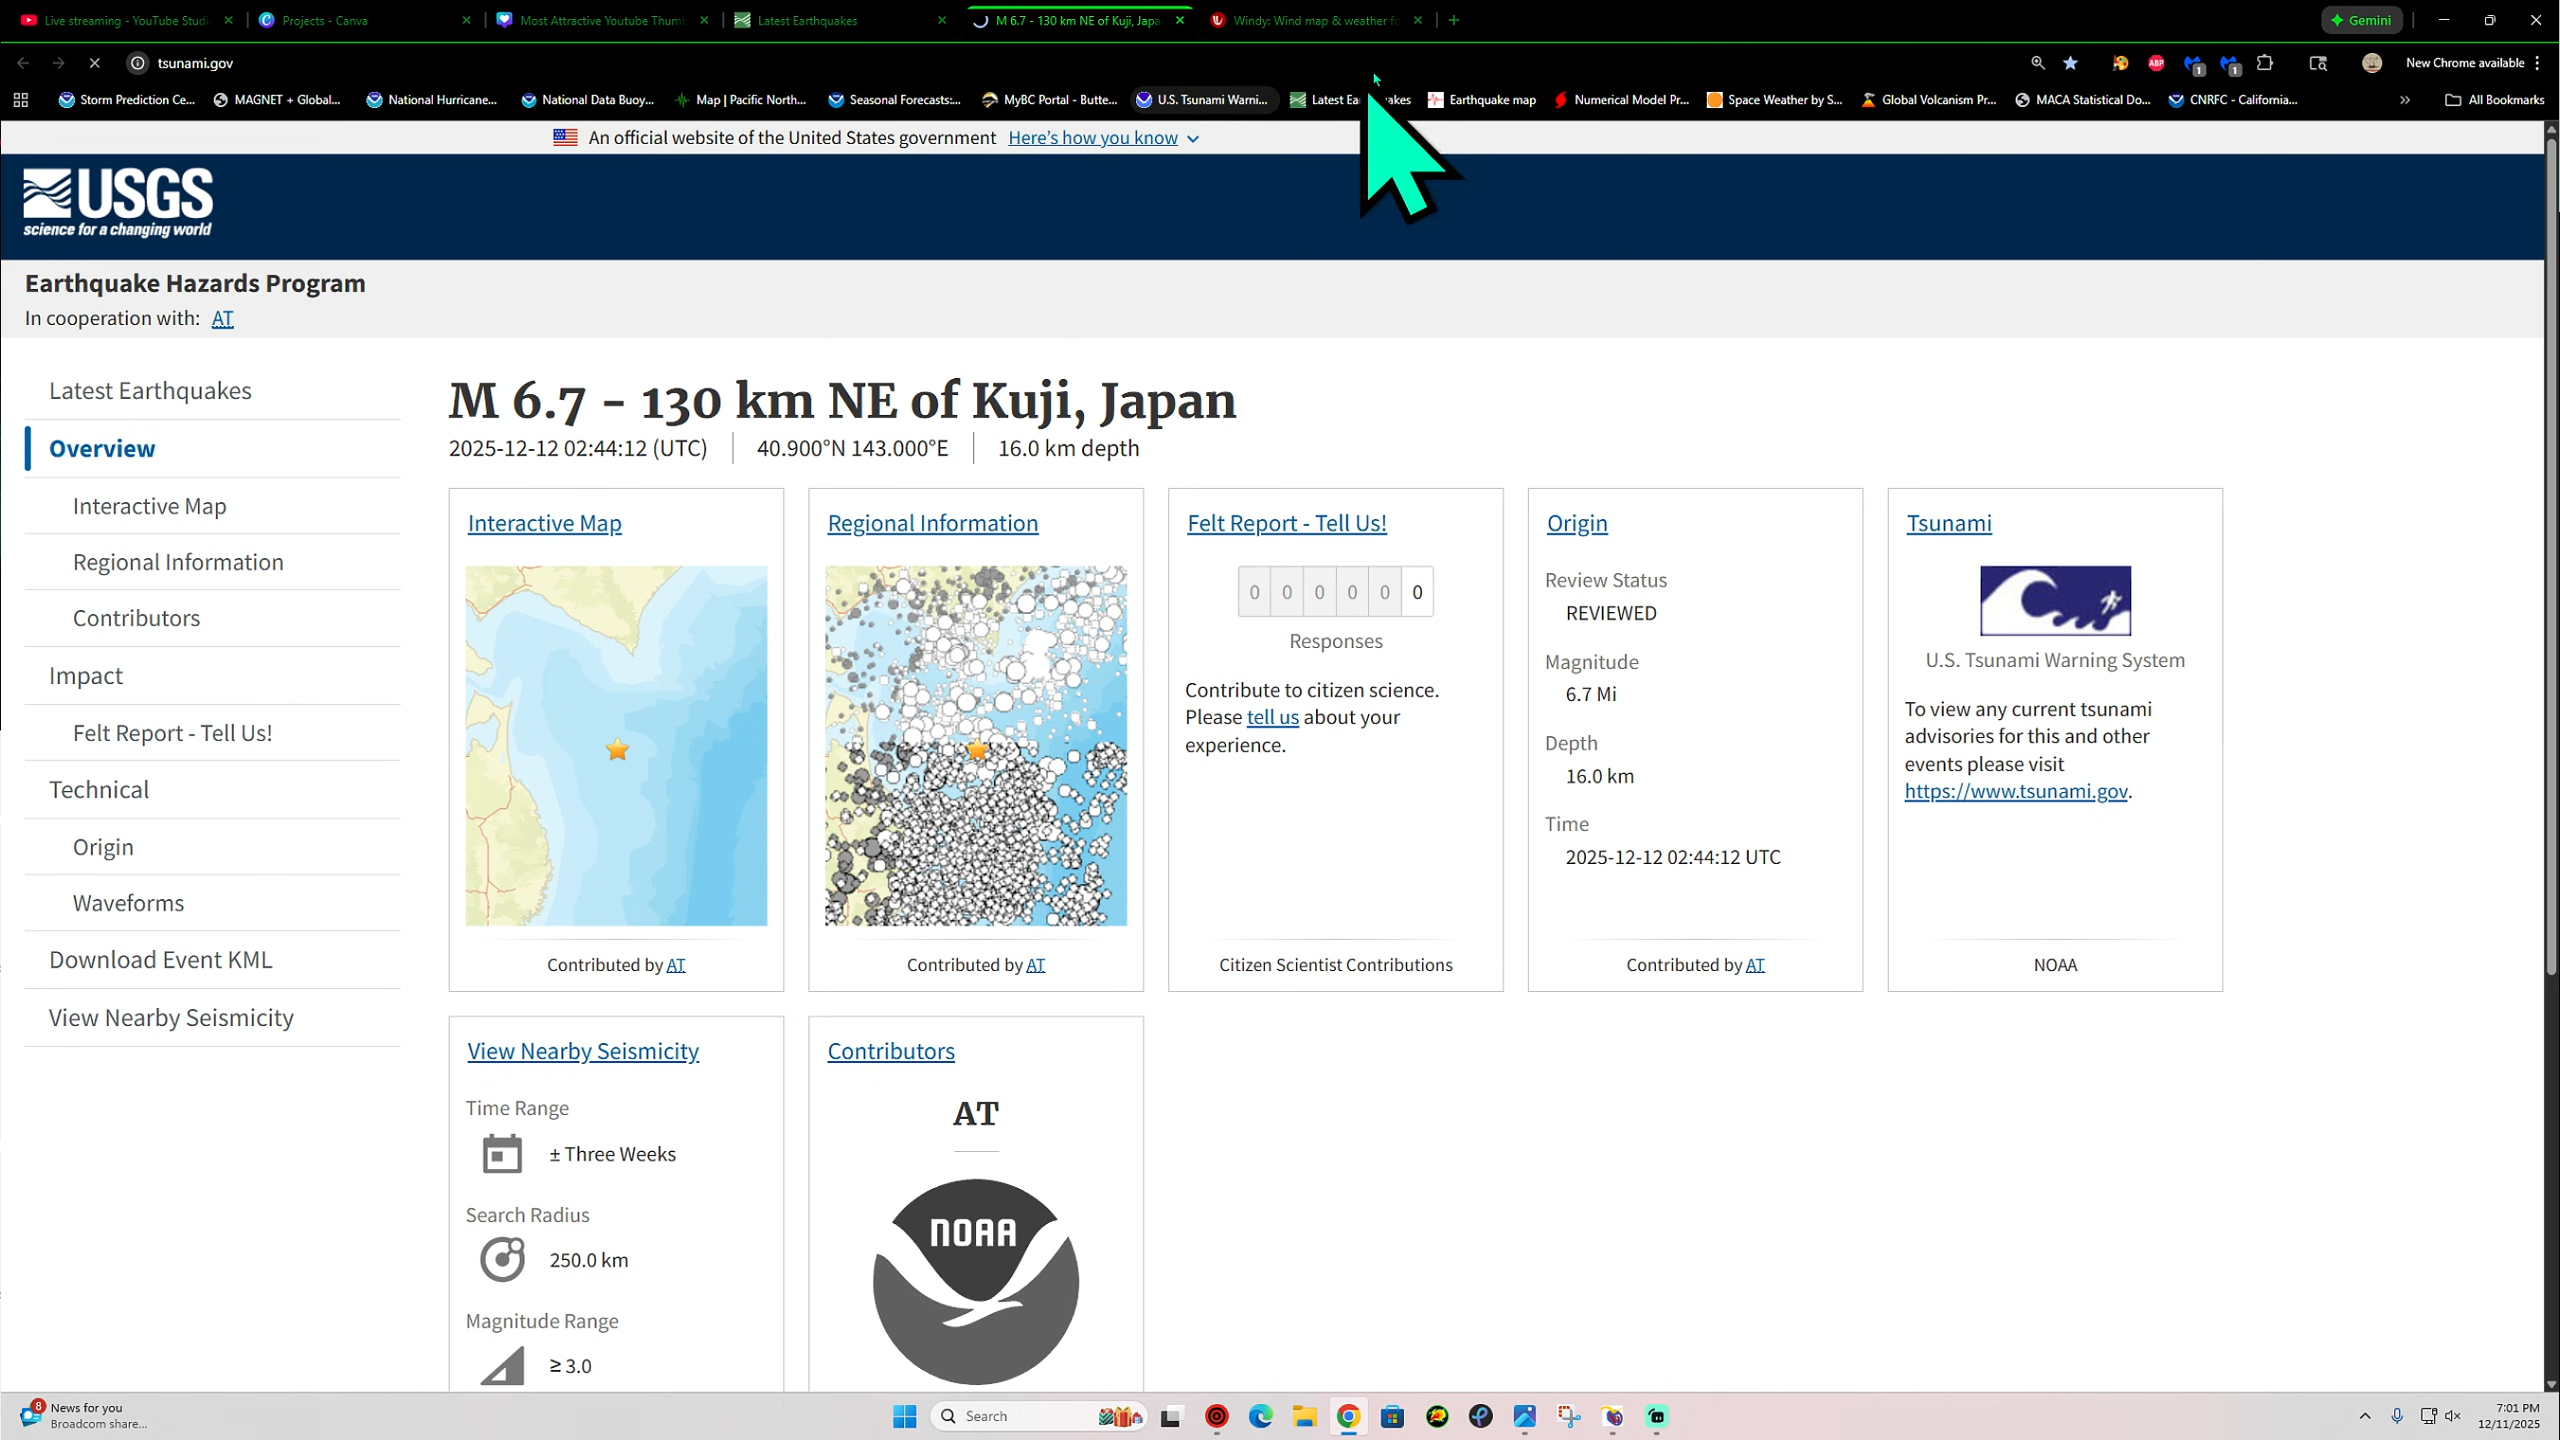 Live streaming - YouTube Studi
Projects - Canva
Most Attractive Youtube Thum
Latest Earthquakes
M 6.7 - 130 km NE of Kuji, Japa
Windy: Wind map & weather fo
Gemini
tsunami.gov
ABP
1
1
New Chrome available
Storm Prediction Ce...
MAGNET + Global...
National Hurricane...
National Data Buoy...
Map | Pacific North...
Seasonal Forecasts:...
MyBC Portal - Butte...
U.S. Tsunami Warni...
Latest Ea
kes
Earthquake map
Numerical Model Pr...
Space Weather by S...
Global Volcanism Pr...
MACA Statistical Do...
CNRFC - California...
All Bookmarks
An official website of the United States government Here's how you know
USGS
science for a changing world
Earthquake Hazards Program
In cooperation with: AT
Latest Earthquakes
Overview
Interactive Map
Regional Information
Contributors
Impact
Felt Report - Tell Us!
Technical
Origin
Waveforms
Download Event KML
View Nearby Seismicity
M 6.7 - 130 km NE of Kuji, Japan
2025-12-12 02:44:12 (UTC)
40.900°N 143.000°E
16.0 km depth
Interactive Map
Contributed by AT
Regional Information
Contributed by AT
Felt Report - Tell Us!
0 0 0 0 0 0
Responses
Contribute to citizen science.
Please tell us about your
experience.
Citizen Scientist Contributions
Origin
Review Status
REVIEWED
Magnitude
6.7 Mi
Depth
16.0 km
Time
2025-12-12 02:44:12 UTC
Contributed by AT
Tsunami
U.S. Tsunami Warning System
To view any current tsunami
advisories for this and other
events please visit
https://www.tsunami.gov.
NOAA
View Nearby Seismicity
Time Range
± Three Weeks
Search Radius
250.0 km
Magnitude Range
≥ 3.0
Contributors
AT
NOAA
8
News for you
Broadcom share...
Search
7:01 PM
12/11/2025